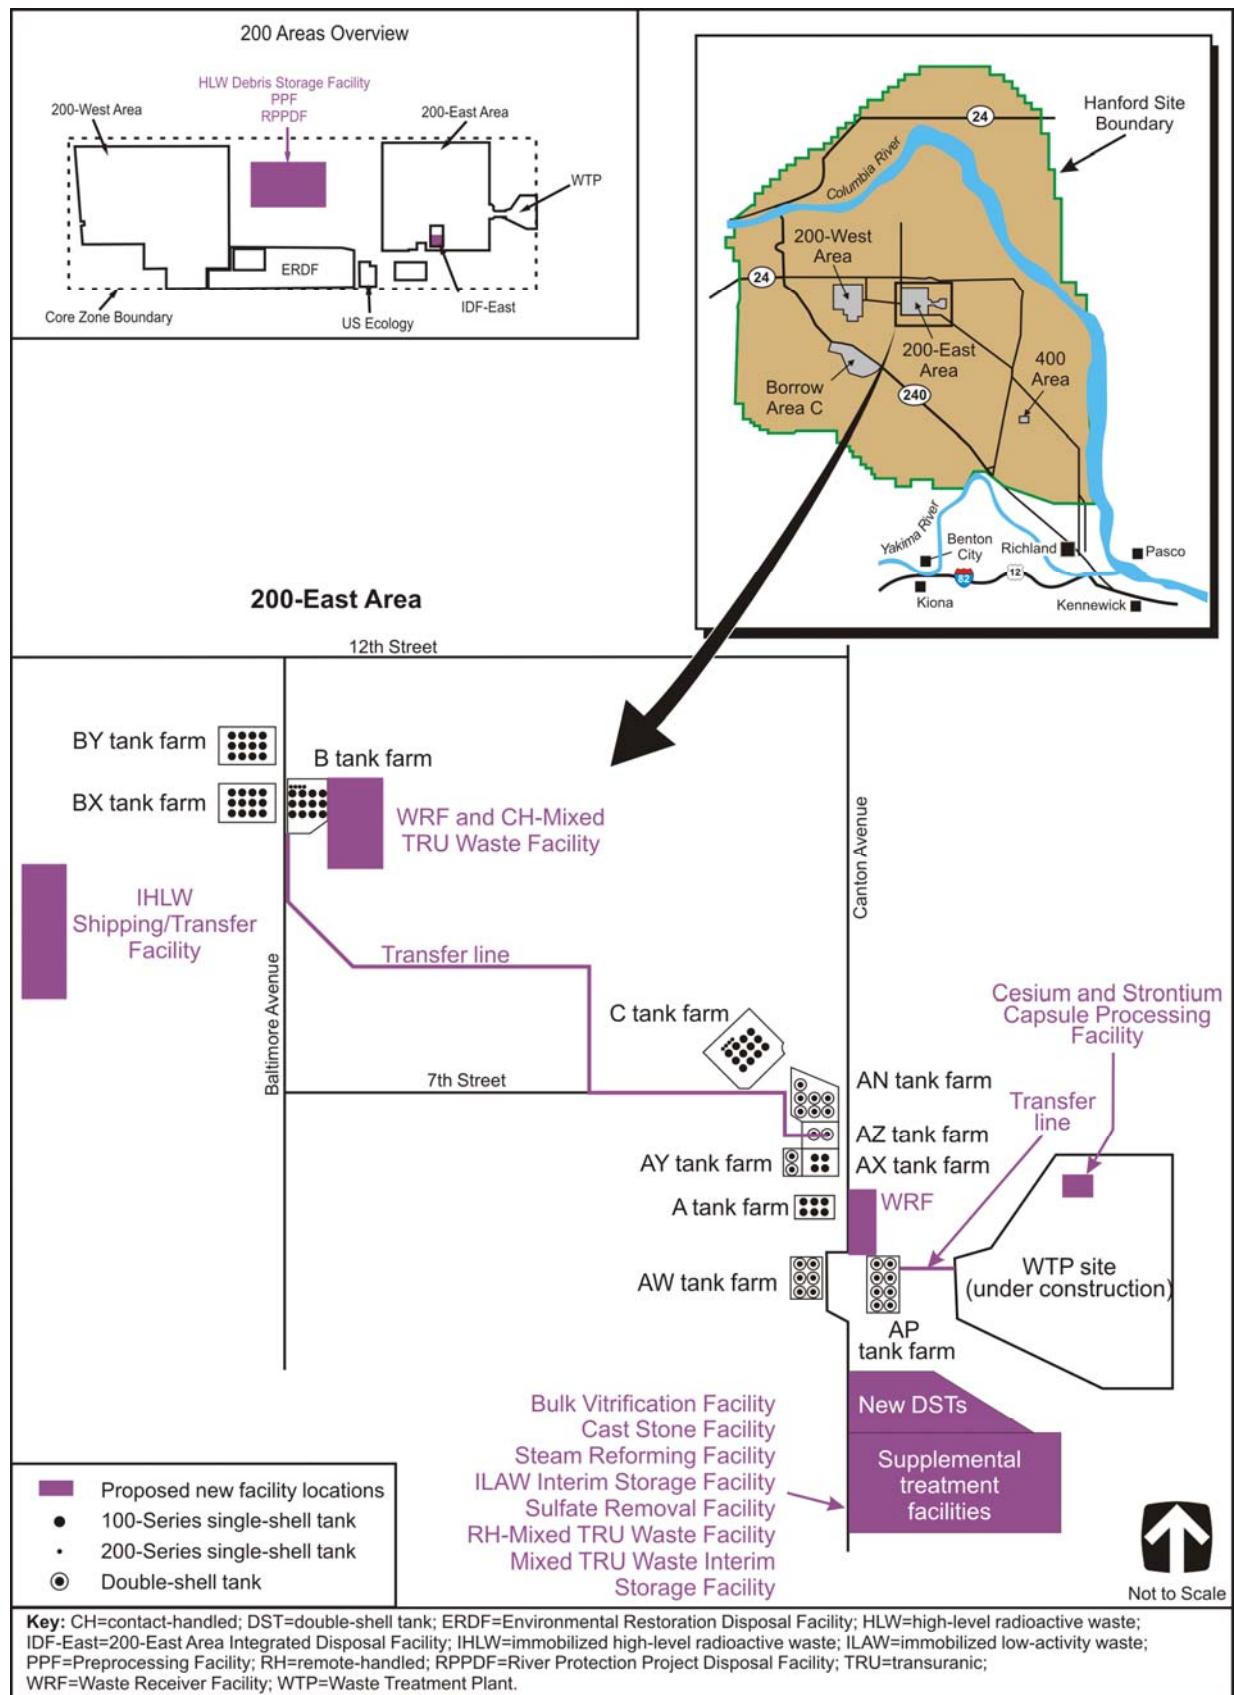 200 Areas Overview
HLW Debris Storage Facility
PPF
RPPDF
200-West Area
200-East Area
WTP
ERDF
IDF-East
Core Zone Boundary
US Ecology
Hanford Site
Boundary
24
Columbia River
200-West
Area
24
200-East
Area
400
Area
Borrow
Area C
240
Yakima River
Benton
City
Richland
Pasco
82
12
Kiona
Kennewick
200-East Area
12th Street
BY tank farm
B tank farm
BX tank farm
WRF and CH-Mixed
TRU Waste Facility
Canton Avenue
IHLW
Shipping/Transfer
Facility
Baltimore Avenue
Transfer line
Cesium and Strontium
Capsule Processing
Facility
C tank farm
7th Street
AN tank farm
Transfer
line
AZ tank farm
AY tank farm
AX tank farm
A tank farm
WRF
AW tank farm
WTP site
(under construction)
AP
tank farm
Bulk Vitrification Facility
Cast Stone Facility
Steam Reforming Facility
ILAW Interim Storage Facility
Sulfate Removal Facility
RH-Mixed TRU Waste Facility
Mixed TRU Waste Interim
Storage Facility
New DSTs
Supplemental
treatment
facilities
Proposed new facility locations
100-Series single-shell tank
200-Series single-shell tank
Double-shell tank
Not to Scale
Key: CH=contact-handled; DST=double-shell tank; ERDF=Environmental Restoration Disposal Facility; HLW=high-level radioactive waste;
IDF-East=200-East Area Integrated Disposal Facility; IHLW=immobilized high-level radioactive waste; ILAW=immobilized low-activity waste;
PPF=Preprocessing Facility; RH=remote-handled; RPPDF=River Protection Project Disposal Facility; TRU=transuranic;
WRF=Waste Receiver Facility; WTP=Waste Treatment Plant.